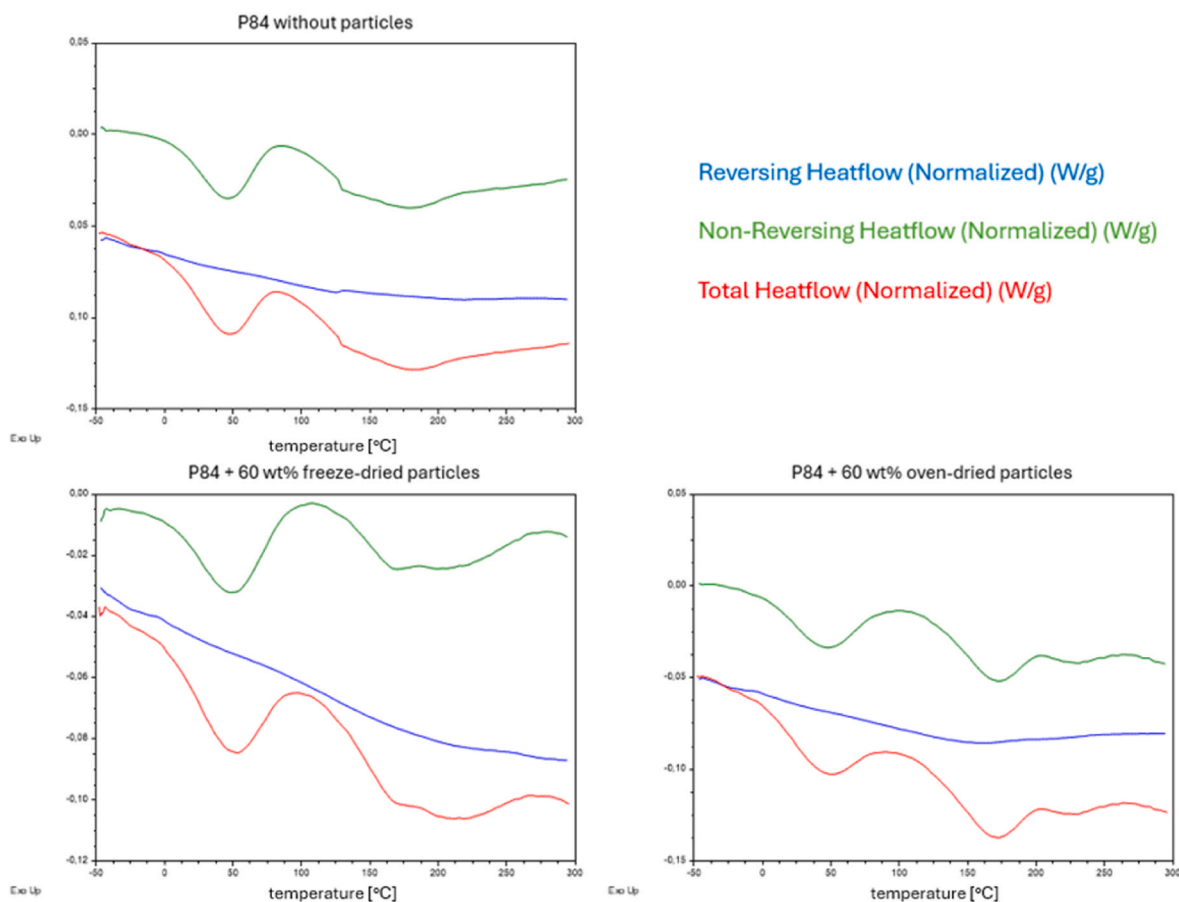 P84 without particles
0,05
0,00
0,05
0,10
-0,15
-50 0 50 100 150 200 250 300
Exo Up
temperature [°C]
Reversing Heatflow (Normalized) (W/g)
Non-Reversing Heatflow (Normalized) (W/g)
Total Heatflow (Normalized) (W/g)
P84 + 60 wt% freeze-dried particles
0,00
-0,02
-0,04
-0,06
-0,08
-0,10
-0,12
-50 0 50 100 150 200 250 300
Exo Up
temperature [°C]
P84 + 60 wt% oven-dried particles
0,05
0,00
-0,05
-0,10
-0,15
-50 0 50 100 150 200 250 300
Exo Up
temperature [°C]